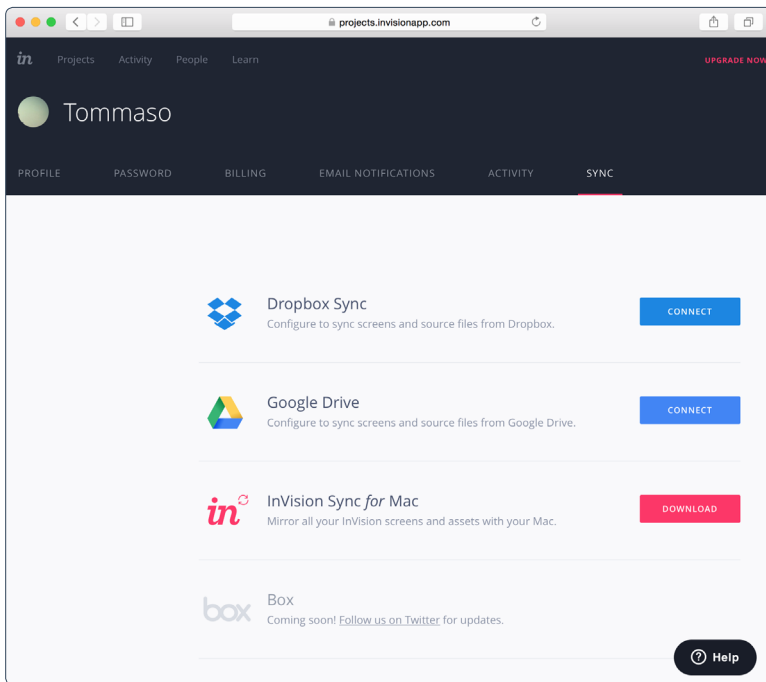 projects.invisionapp.com
in Projects Activity People Learn UPGRADE NOW
Tommaso
PROFILE PASSWORD BILLING EMAIL NOTIFICATIONS ACTIVITY SYNC
Dropbox Sync
Configure to sync screens and source files from Dropbox.
CONNECT
Google Drive
Configure to sync screens and source files from Google Drive.
CONNECT
in
InVision Sync for Mac
Mirror all your InVision screens and assets with your Mac.
DOWNLOAD
box
Box
Coming soon! Follow us on Twitter for updates.
? Help